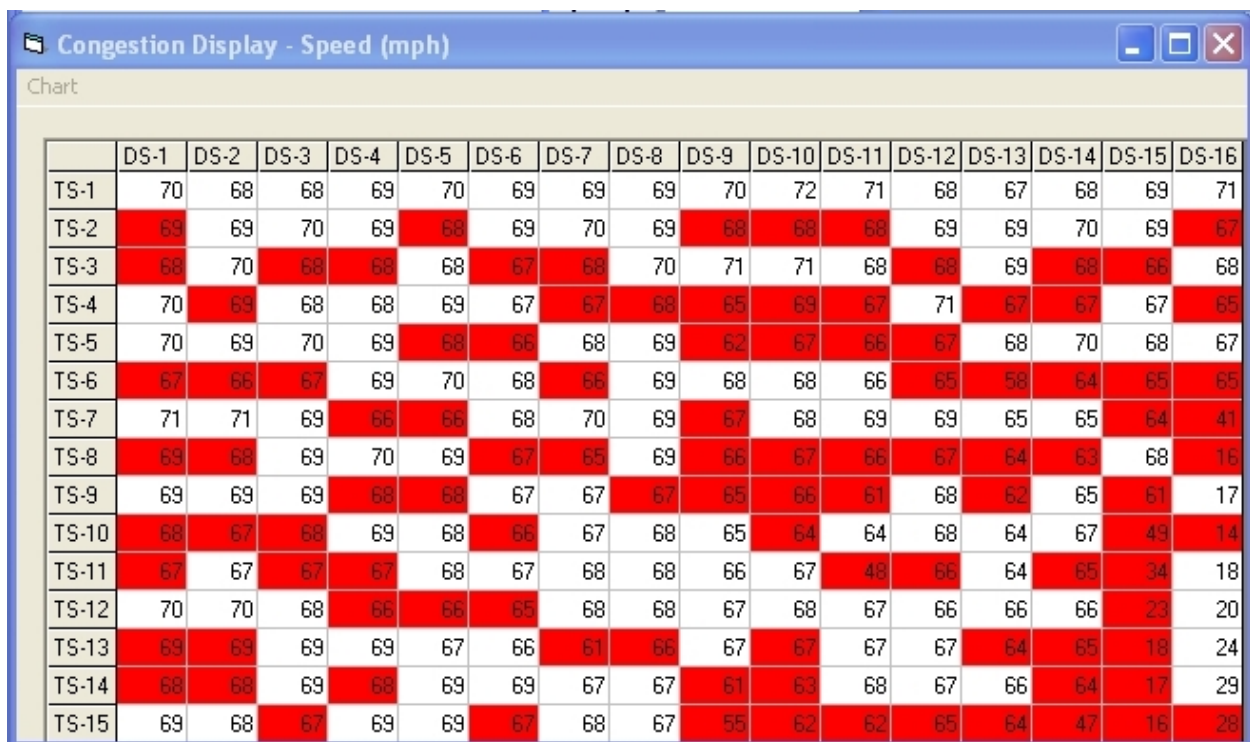 Congestion Display - Speed (mph)
Chart
DS-1 DS-2 DS-3 DS-4 DS-5 DS-6 DS-7 DS-8 DS-9 DS-10 DS-11 DS-12 DS-13 DS-14 DS-15 DS-16
TS-1 70 68 68 69 70 69 69 69 70 72 71 68 67 68 69 71
TS-2 69 69 70 69 68 69 70 69 68 68 68 69 69 70 69 67
TS-3 68 70 68 68 68 67 68 70 71 71 68 68 69 68 66 68
TS-4 70 69 68 68 69 67 67 68 65 69 67 71 67 67 67 65
TS-5 70 69 70 69 68 66 68 69 62 67 66 67 68 70 68 67
TS-6 67 66 67 69 70 68 66 69 68 68 66 65 58 64 65 65
TS-7 71 71 69 66 66 68 70 69 67 68 69 69 65 65 64 41
TS-8 69 68 69 70 69 67 65 69 66 67 66 67 64 63 68 16
TS-9 69 69 69 68 68 67 67 67 65 66 61 68 62 65 61 17
TS-10 68 67 68 69 68 66 67 68 65 64 64 68 64 67 49 14
TS-11 67 67 67 67 68 67 68 68 66 67 48 66 64 65 34 18
TS-12 70 70 68 66 66 65 68 68 67 68 67 66 66 66 23 20
TS-13 69 69 69 69 67 66 61 66 67 67 67 67 64 65 18 24
TS-14 68 68 69 68 69 69 67 67 61 63 68 67 66 64 17 29
TS-15 69 68 67 69 69 67 68 67 55 62 62 65 64 47 16 28